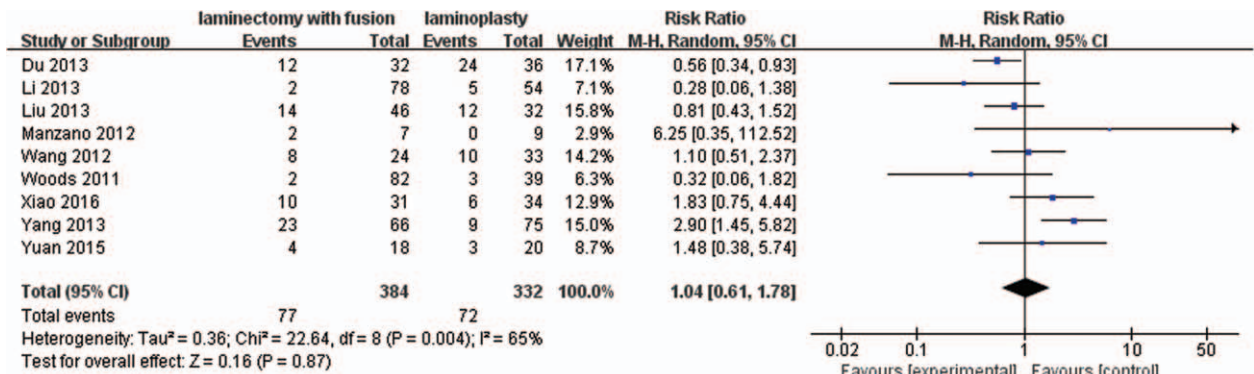 laminectomy with fusion laminoplasty Risk Ratio Risk Ratio
Study or Subgroup Events Total Events Total Weight M-H, Random, 95% CI M-H, Random, 95% CI
Du 2013 12 32 24 36 17.1% 0.56 [0.34, 0.93]
Li 2013 2 78 5 54 7.1% 0.28 [0.06, 1.38]
Liu 2013 14 46 12 32 15.8% 0.81 [0.43, 1.52]
Manzano 2012 2 7 0 9 2.9% 6.25 [0.35, 112.52]
Wang 2012 8 24 10 33 14.2% 1.10 [0.51, 2.37]
Woods 2011 2 82 3 39 6.3% 0.32 [0.06, 1.82]
Xiao 2016 10 31 6 34 12.9% 1.83 [0.75, 4.44]
Yang 2013 23 66 9 75 15.0% 2.90 [1.45, 5.82]
Yuan 2015 4 18 3 20 8.7% 1.48 [0.38, 5.74]
Total (95% CI) 384 332 100.0% 1.04 [0.61, 1.78]
Total events 77 72
Heterogeneity: Tau² = 0.36; Chi² = 22.64, df = 8 (P = 0.004); I² = 65%
Test for overall effect: Z = 0.16 (P = 0.87)
0.02 0.1 1 10 50
Favours [experimental] Favours [control]